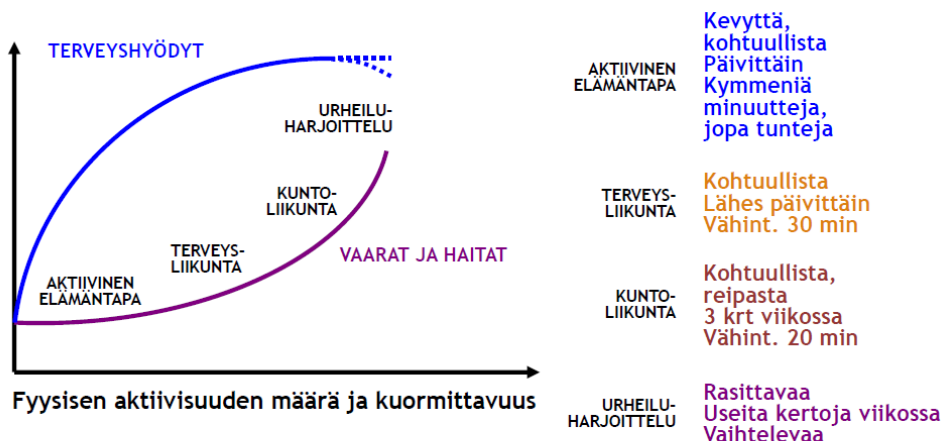 TERVEYSHYÖDYT
URHEILU-
HARJOITTELU
KUNTO-
LIIKUNTA
TERVEYS-
LIIKUNTA
VAARAT JA HAITAT
AKTIIVINEN
ELÄMÄNTAPA
Fyysisen aktiivisuuden määrä ja kuormittavuus
AKTIIVINEN
ELÄMÄNTAPA
Kevyttä,
kohtuullista
Päivittäin
Kymmeniä
minuutteja,
jopa tunteja
TERVEYS-
LIIKUNTA
Kohtuullista
Lähes päivittäin
Vähint. 30 min
KUNTO-
LIIKUNTA
Kohtuullista,
reipasta
3 krt viikossa
Vähint. 20 min
URHEILU-
HARJOITTELU
Rasittavaa
Useita kertoja viikossa
Vaihtelevaa